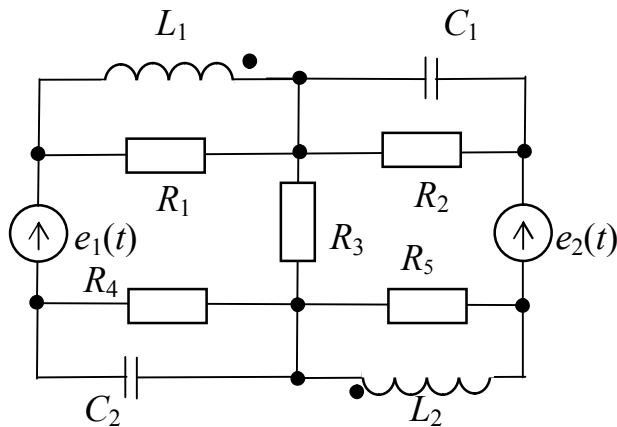 L₁
C₁
R₁
R₂
e₁(t)
R₃
e₂(t)
R₄
R₅
C₂
L₂